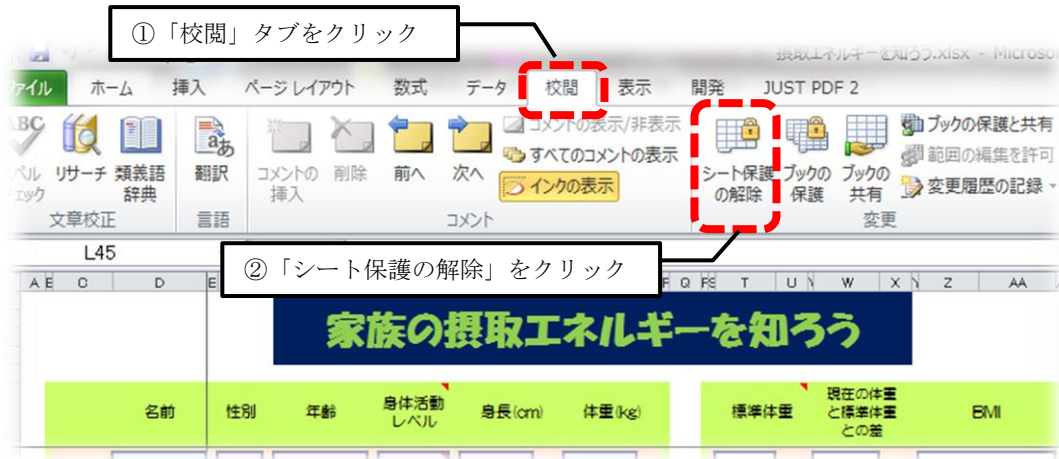 ①「校閲」タブをクリック
摂取エネルギーを知ろう.xlsx - Microso
ファイル ホーム 挿入 ページ レイアウト 数式 データ 校閲 表示 開発 JUST PDF 2
ABC
リサーチ 類義語
辞典
文章校正
翻訳
言語
コメントの
挿入
削除 前へ 次へ
コメントの表示/非表示
すべてのコメントの表示
インクの表示
コメント
シート保護
の解除
ブックの
保護
ブックの
共有
ブックの保護と共有
範囲の編集を許可
変更履歴の記録
変更
L45
②「シート保護の解除」をクリック
A C D E F Q T U W X Z AA
家族の摂取エネルギーを知ろう
名前 性別 年齢 身体活動
レベル
身長(cm) 体重(kg) 標準体重 現在の体重
と標準体重
との差
BMI